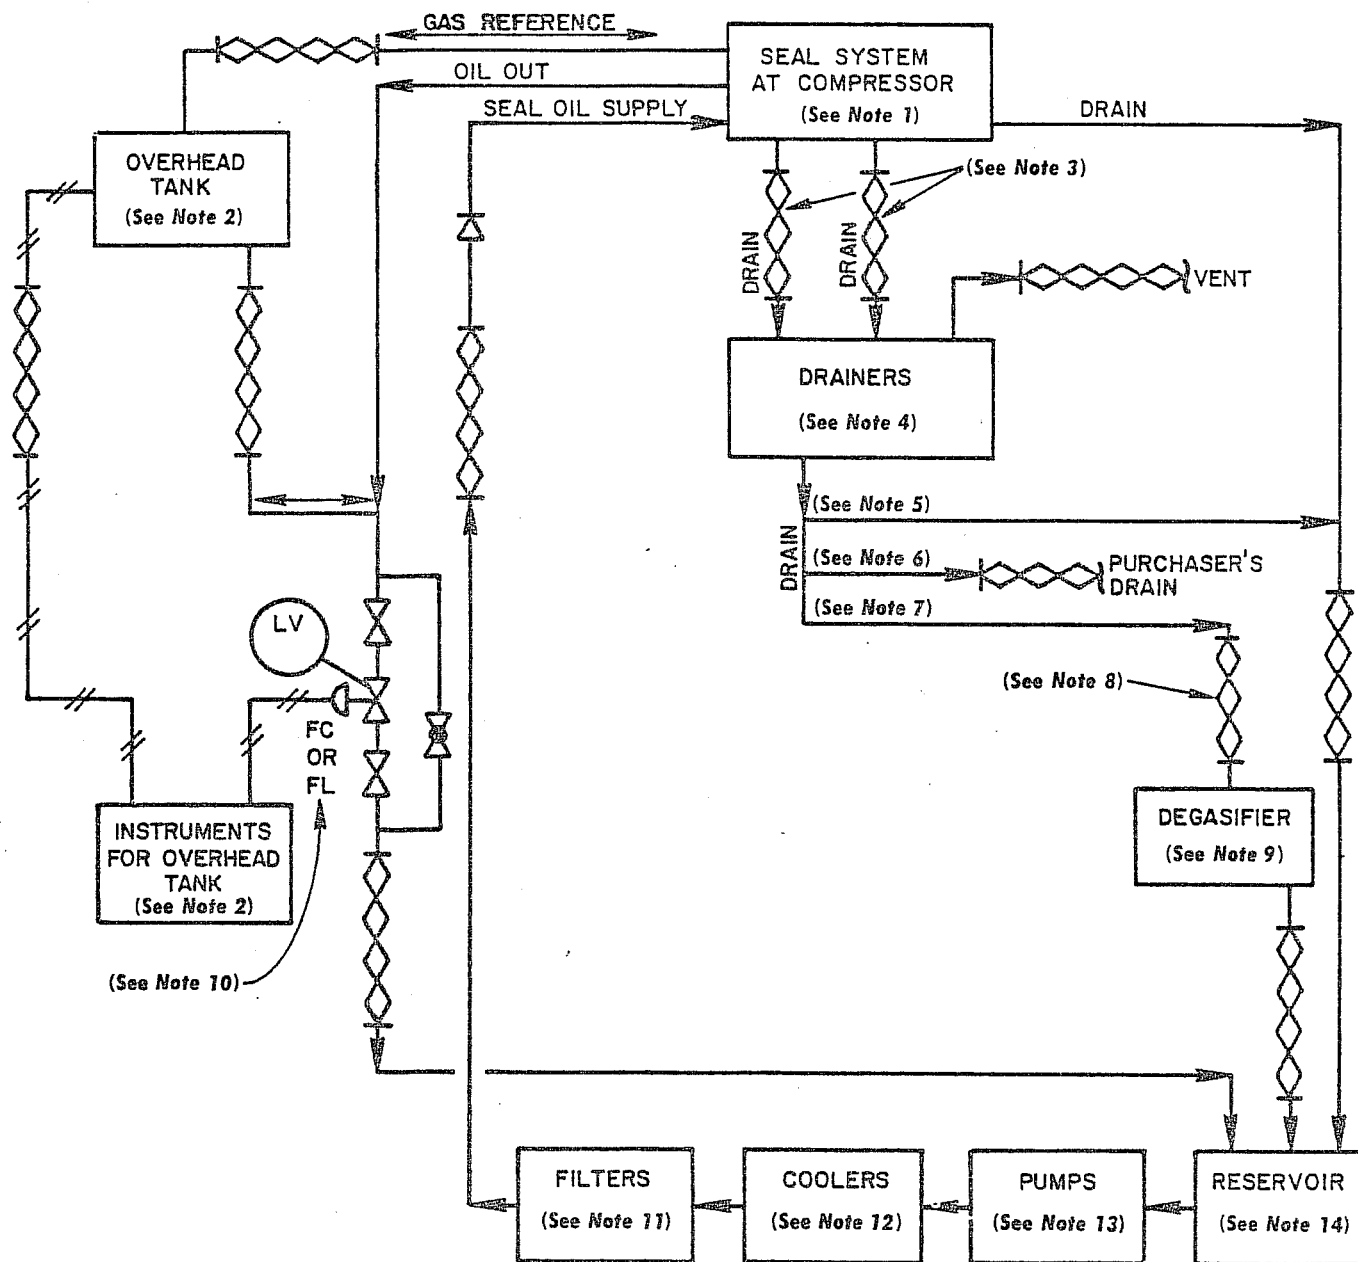 GAS REFERENCE
OIL OUT
SEAL OIL SUPPLY
SEAL SYSTEM
AT COMPRESSOR
(See Note 1)
DRAIN
OVERHEAD
TANK
(See Note 2)
(See Note 3)
DRAIN
DRAIN
VENT
DRAINERS
(See Note 4)
(See Note 5)
DRAIN
(See Note 6)
PURCHASER'S
DRAIN
(See Note 7)
LV
(See Note 8)
FC
OR
FL
INSTRUMENTS
FOR OVERHEAD
TANK
(See Note 2)
DEGASIFIER
(See Note 9)
(See Note 10)
FILTERS
(See Note 11)
COOLERS
(See Note 12)
PUMPS
(See Note 13)
RESERVOIR
(See Note 14)